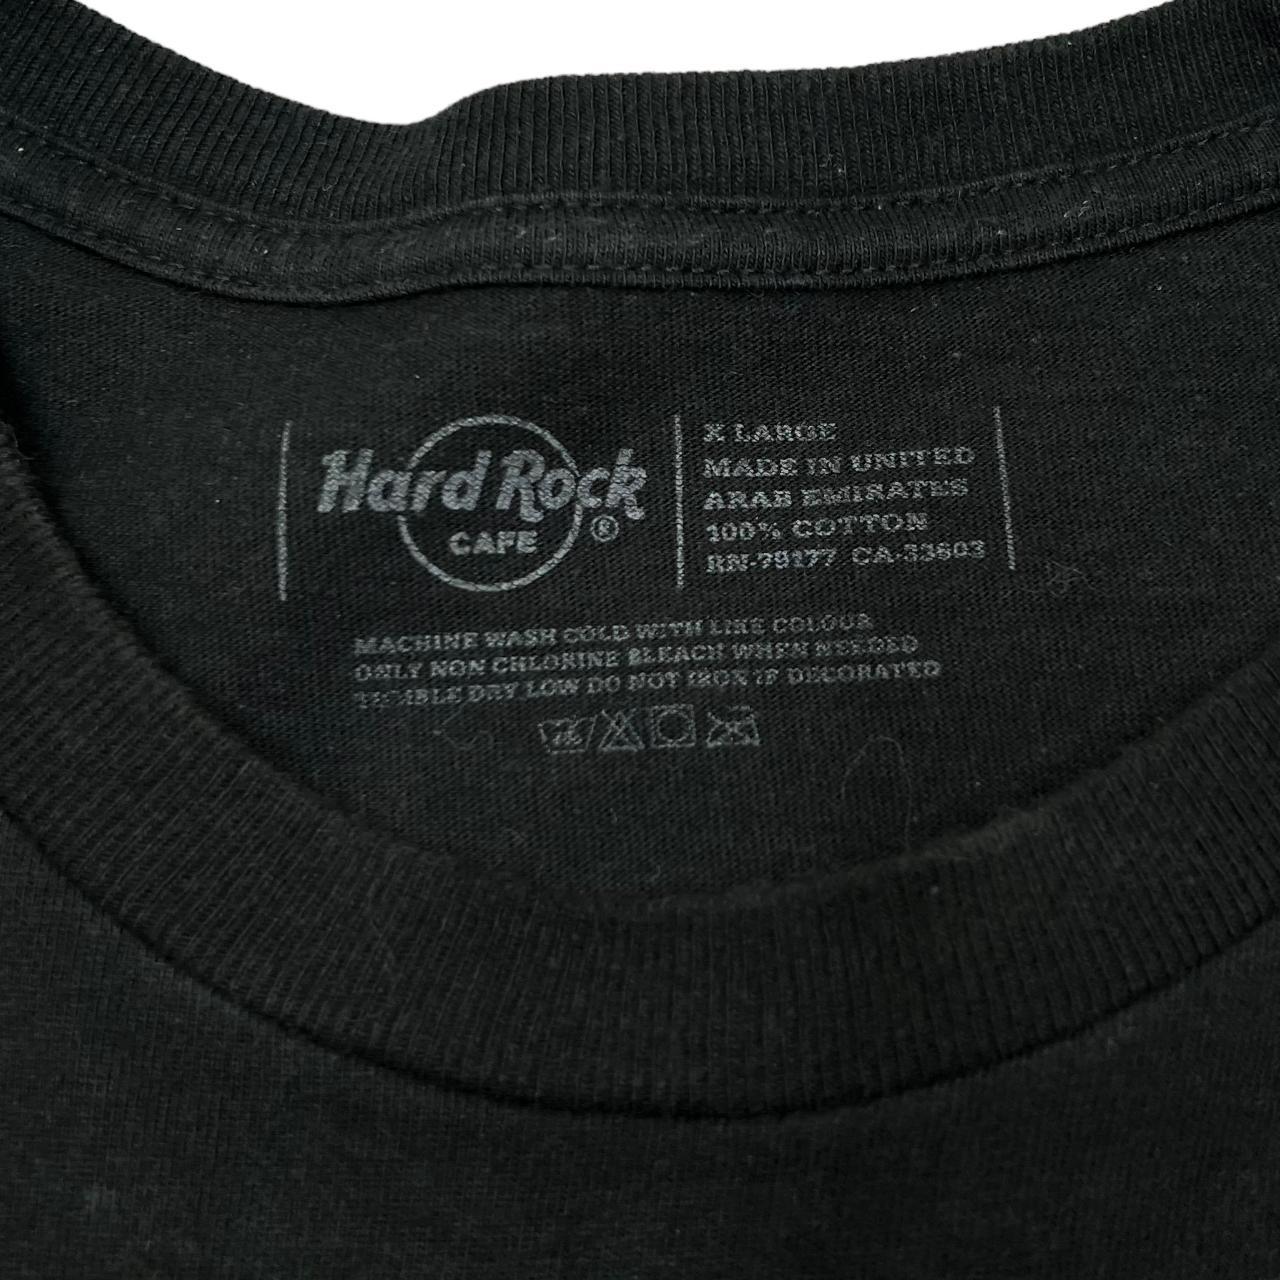 Hard Rock
CAFE
®
X LARGE
MADE IN UNITED
ARAB EMIRATES
100% COTTON
RN-79177 CA-33603
MACHINE WASH COLD WITH LIKE COLOUR
ONLY NON CHLORINE BLEACH WHEN NEEDED
TUMBLE DRY LOW DO NOT IRON IF DECORATED